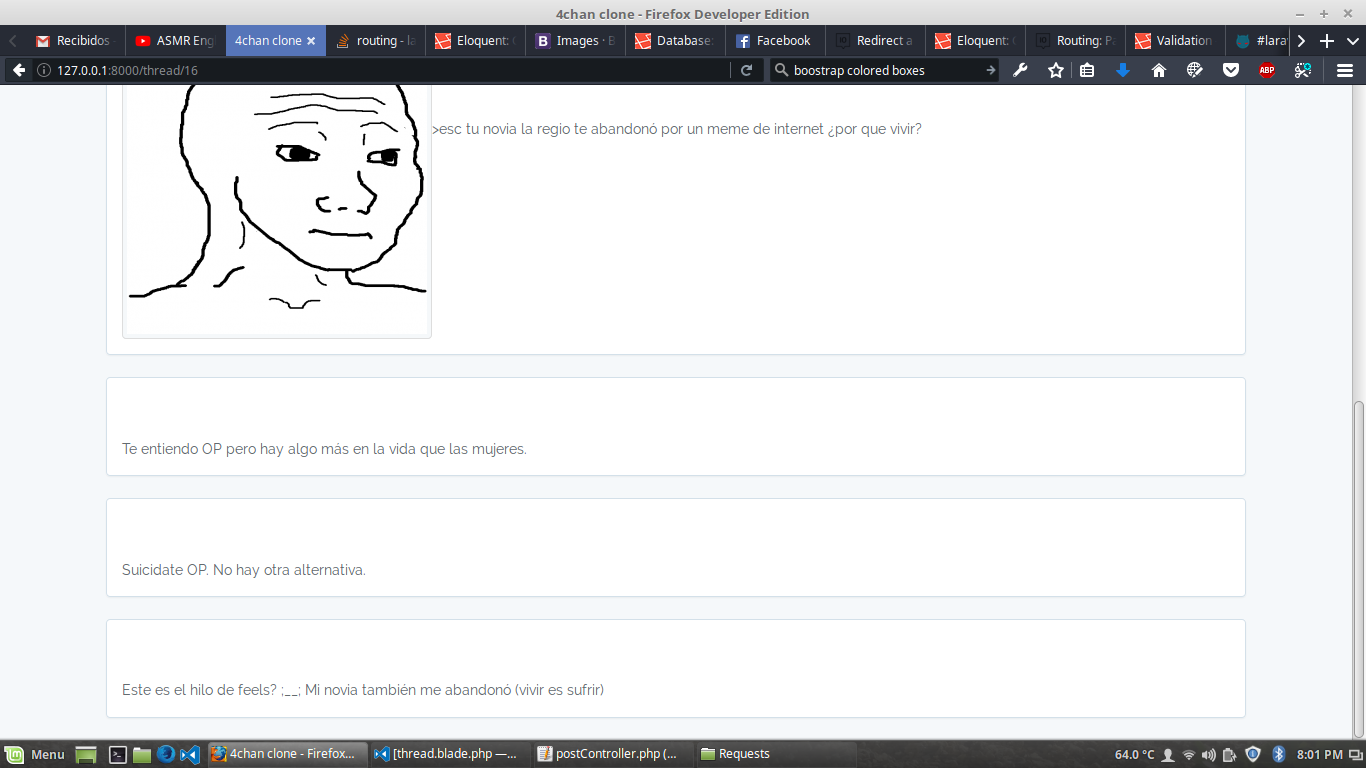 4chan clone - Firefox Developer Edition
Recibidos
ASMR Eng
4chan clone
routing - la
Eloquent: 
Images · B
Database:
Facebook
Redirect a
Eloquent: 
Routing: Pa
Validation
#lara
127.0.0.1:8000/thread/16
boostrap colored boxes
ABP
>esc tu novia la regio te abandonó por un meme de internet ¿por que vivir?
Te entiendo OP pero hay algo más en la vida que las mujeres.
Suicidate OP. No hay otra alternativa.
Este es el hilo de feels? ;__; Mi novia también me abandonó (vivir es sufrir)
Menu
4chan clone - Firefox...
[thread.blade.php —...
postController.php (...
Requests
64.0 °C
8:01 PM